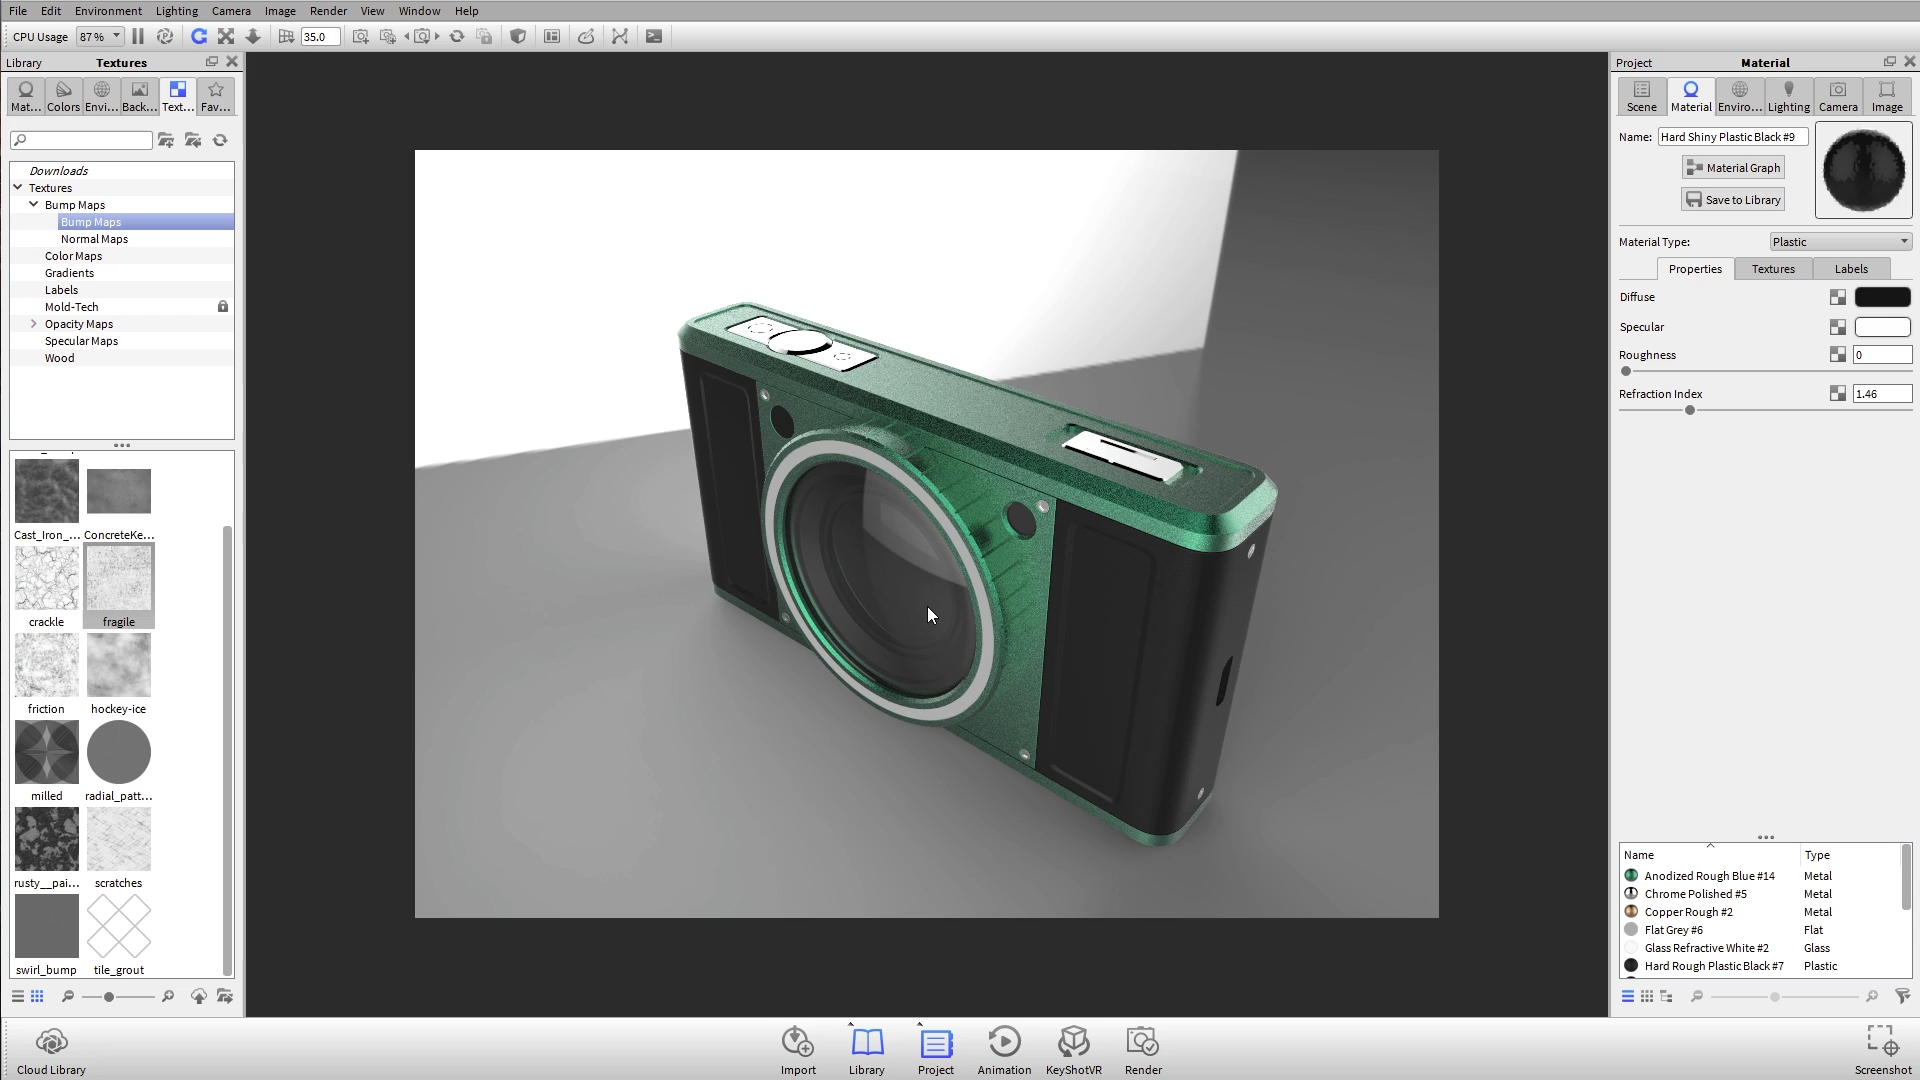 File Edit Environment Lighting Camera Image Render View Window Help
CPU Usage 87 % 35.0
Library Textures
Mat... Colors Envi... Back... Text... Fav...
Downloads
Textures
Bump Maps
Bump Maps
Normal Maps
Color Maps
Gradients
Labels
Mold-Tech
Opacity Maps
Specular Maps
Wood
Cast_Iron_... ConcreteKe...
crackle fragile
friction hockey-ice
milled radial_patt...
rusty__pai... scratches
swirl_bump tile_grout
Project Material
Scene Material Enviro... Lighting Camera Image
Name: Hard Shiny Plastic Black #9
Material Graph
Save to Library
Material Type: Plastic
Properties Textures Labels
Diffuse
Specular
Roughness 0
Refraction Index 1.46
Name Type
Anodized Rough Blue #14 Metal
Chrome Polished #5 Metal
Copper Rough #2 Metal
Flat Grey #6 Flat
Glass Refractive White #2 Glass
Hard Rough Plastic Black #7 Plastic
Cloud Library Import Library Project Animation KeyShotVR Render Screenshot